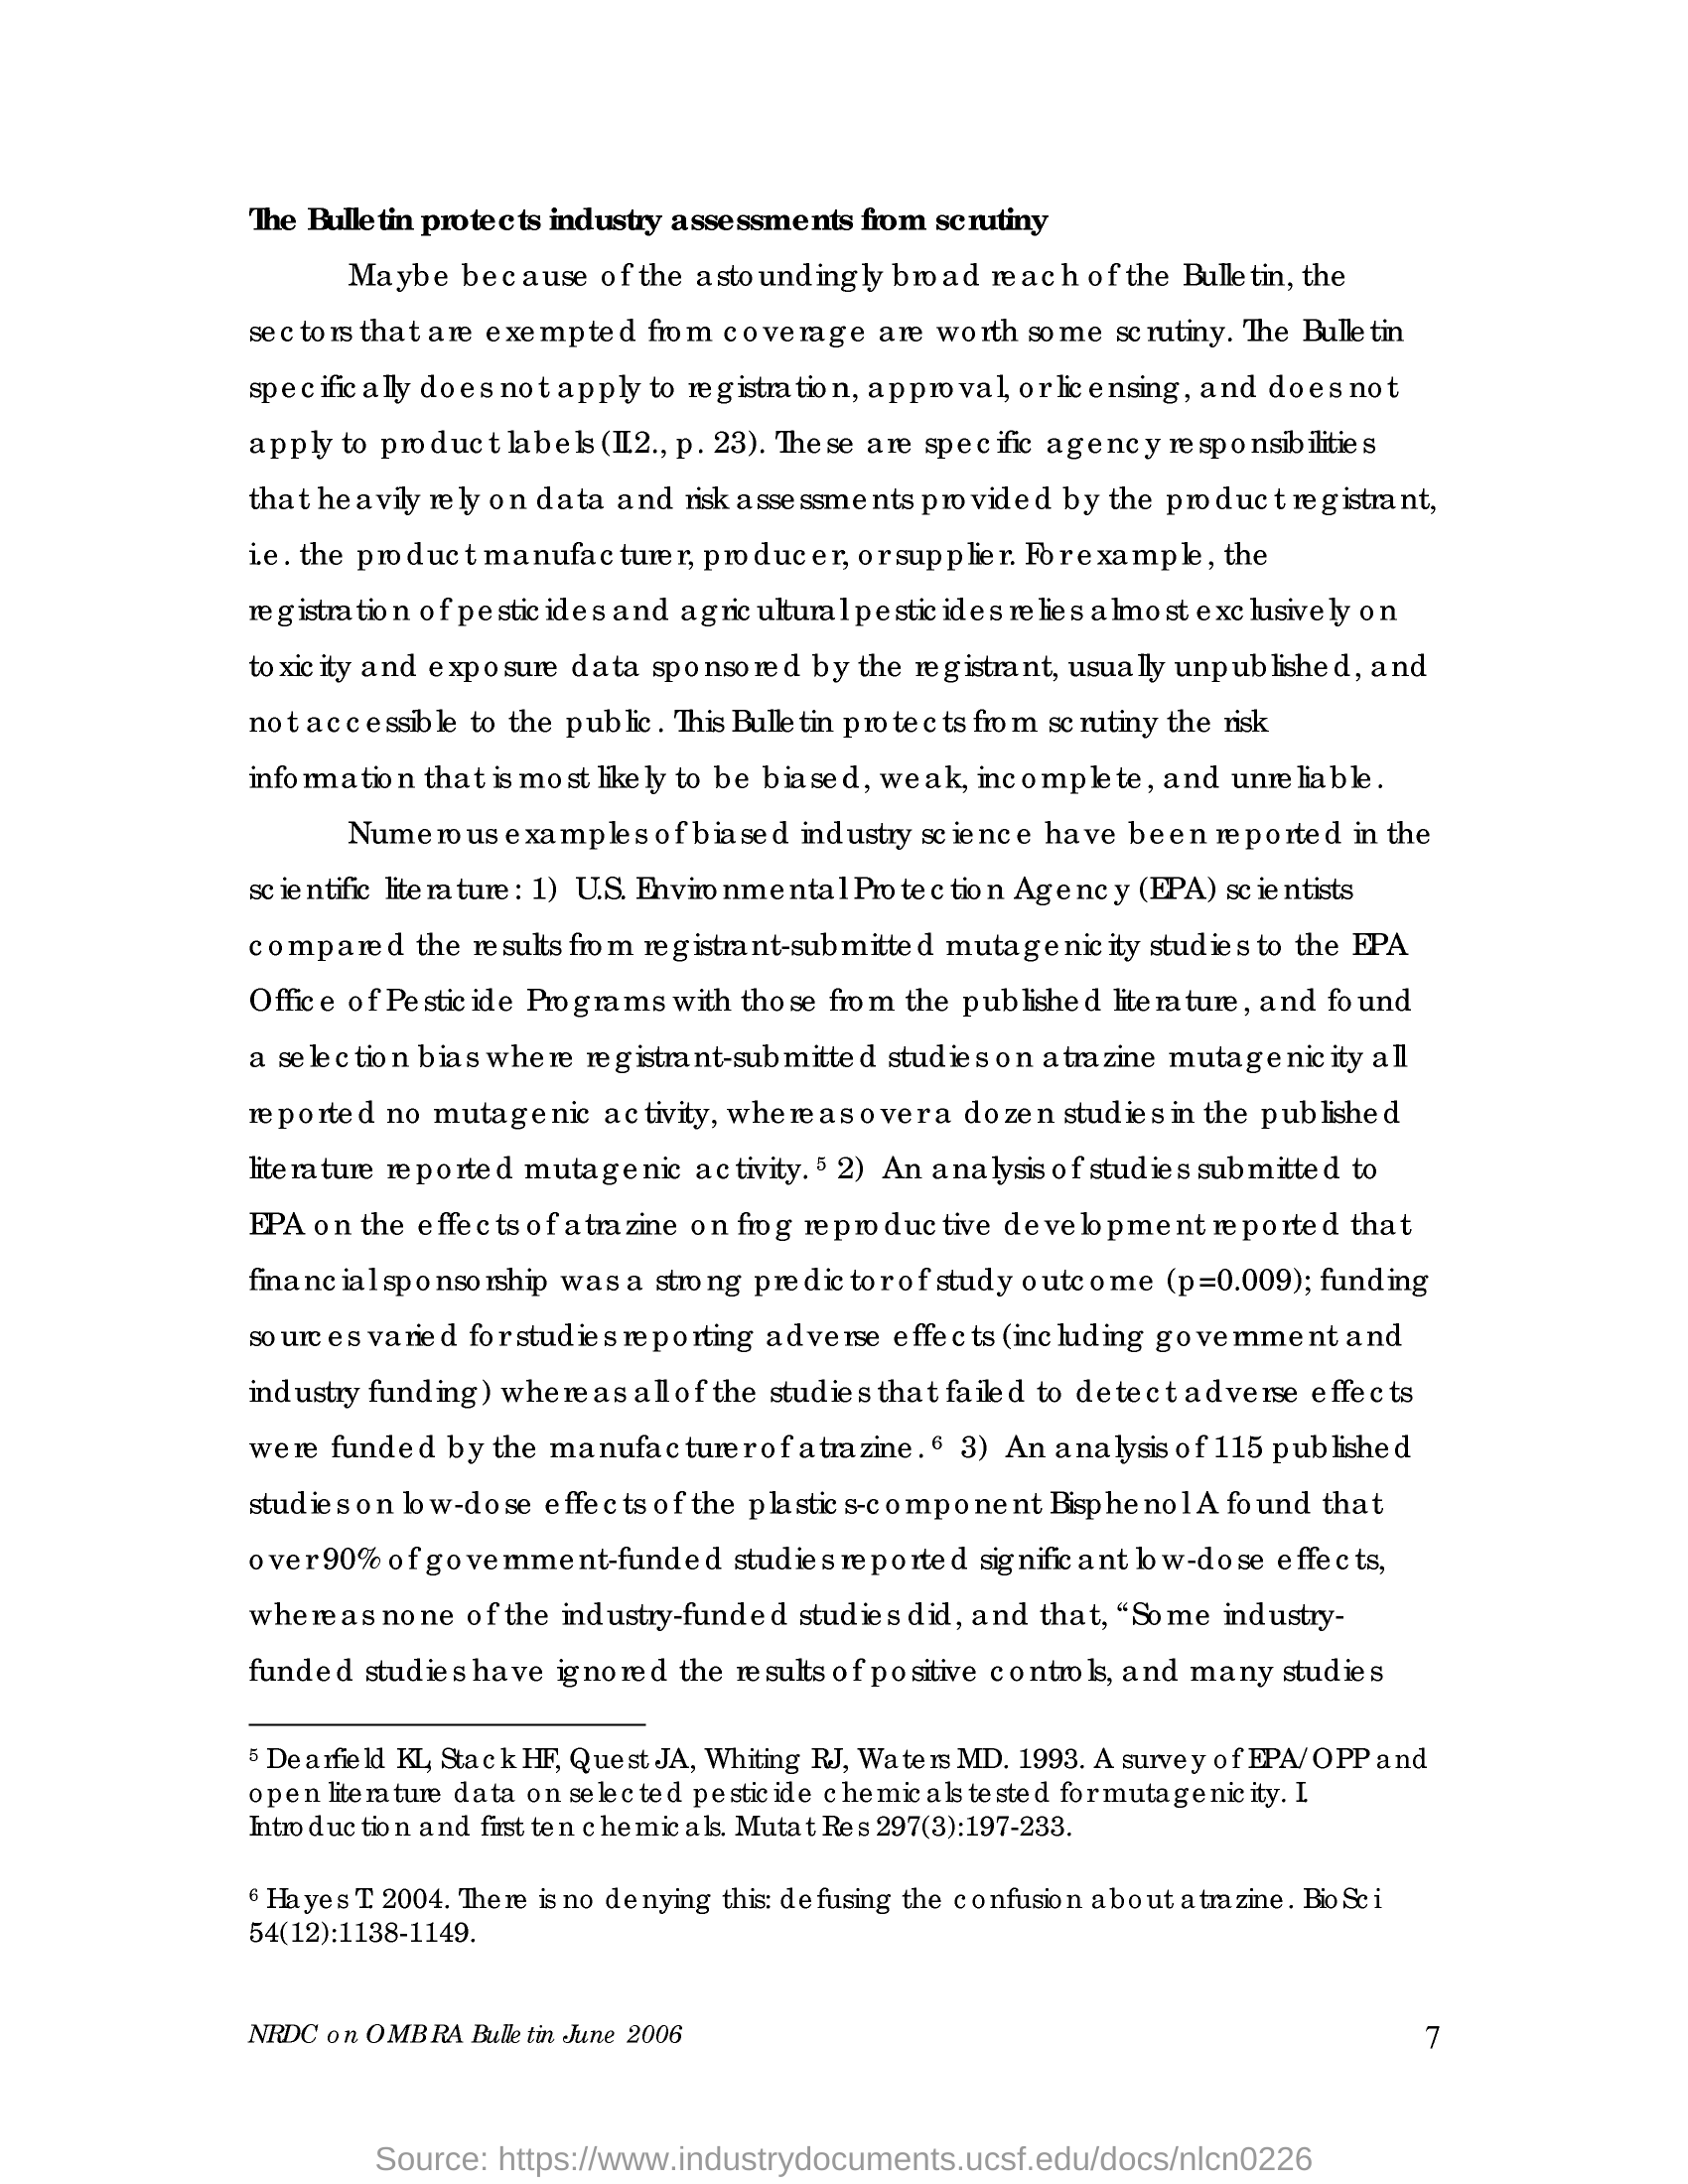 The Bulletin protects industry assessments from scrutiny
Maybe because of the astoundingly broad reach of the Bulletin, the
sectors that are exempted from coverage are worth some scrutiny. The Bulletin
specifically does not apply to registration, approval, or licensing, and does not
apply to product labels (II.2., p. 23). These are specific agency responsibilities
that heavily rely on data and risk assessments provided by the product registrant,
i.e. the product manufacturer, producer, or supplier. For example, the
registration of pesticides and agricultural pesticides relies almost exclusively on
toxicity and exposure data sponsored by the registrant, usually unpublished, and
not accessible to the public. This Bulletin protects from scrutiny the risk
information that is most likely to be biased, weak, incomplete, and unreliable.
Numerous examples of biased industry science have been reported in the
scientific literature: 1) U.S. Environmental Protection Agency (EPA) scientists
compared the results from registrant-submitted mutagenicity studies to the EPA
Office of Pesticide Programs with those from the published literature, and found
a selection bias where registrant-submitted studies on atrazine mutagenicity all
reported no mutagenic activity, whereas over a dozen studies in the published
literature reported mutagenic activity. 5 2) An analysis of studies submitted to
EPA on the effects of atrazine on frog reproductive development reported that
financial sponsorship was a strong predictor of study outcome (p=0.009); funding
sources varied for studies reporting adverse effects (including government and
industry funding) whereas all of the studies that failed to detect adverse effects
were funded by the manufacturer of atrazine. 6 3) An analysis of 115 published
studies on low-dose effects of the plastics-component Bisphenol A found that
over 90% of government-funded studies reported significant low-dose effects,
whereas none of the industry-funded studies did, and that, “Some industry-
funded studies have ignored the results of positive controls, and many studies
5 Dearfield KL, Stack HF, Quest JA, Whiting RJ, Waters MD. 1993. A survey of EPA/OPP and
open literature data on selected pesticide chemicals tested for mutagenicity. I.
Introduction and first ten chemicals. Mutat Res 297(3):197-233.
6 Hayes T. 2004. There is no denying this: defusing the confusion about atrazine. BioSci
54(12):1138-1149.
NRDC on OMB RA Bulletin June 2006
7
Source: https://www.industrydocuments.ucsf.edu/docs/nlcn0226